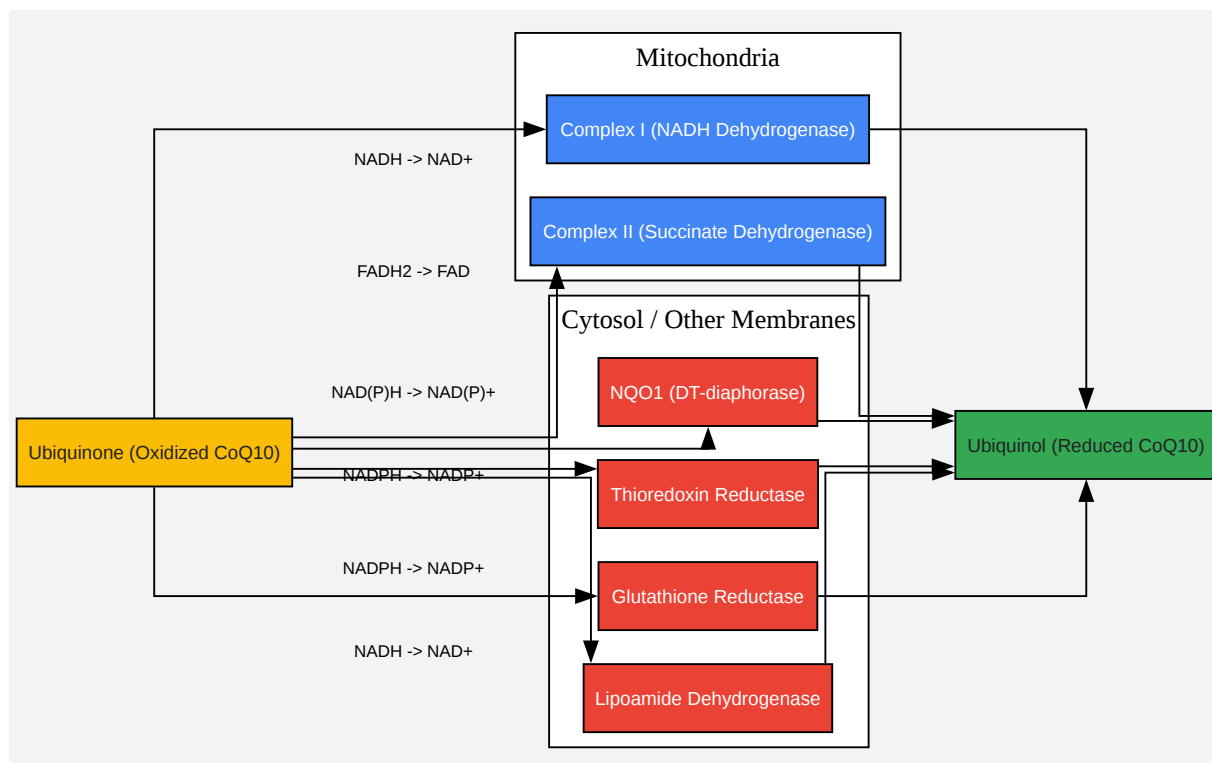 Mitochondria
Complex I (NADH Dehydrogenase)
NADH -> NAD+
Complex II (Succinate Dehydrogenase)
FADH2 -> FAD
Cytosol / Other Membranes
NAD(P)H -> NAD(P)+
NQO1 (DT-diaphorase)
Ubiquinone (Oxidized CoQ10)
Ubiquinol (Reduced CoQ10)
NADPH -> NADP+
Thioredoxin Reductase
NADPH -> NADP+
Glutathione Reductase
NADH -> NAD+
Lipoamide Dehydrogenase